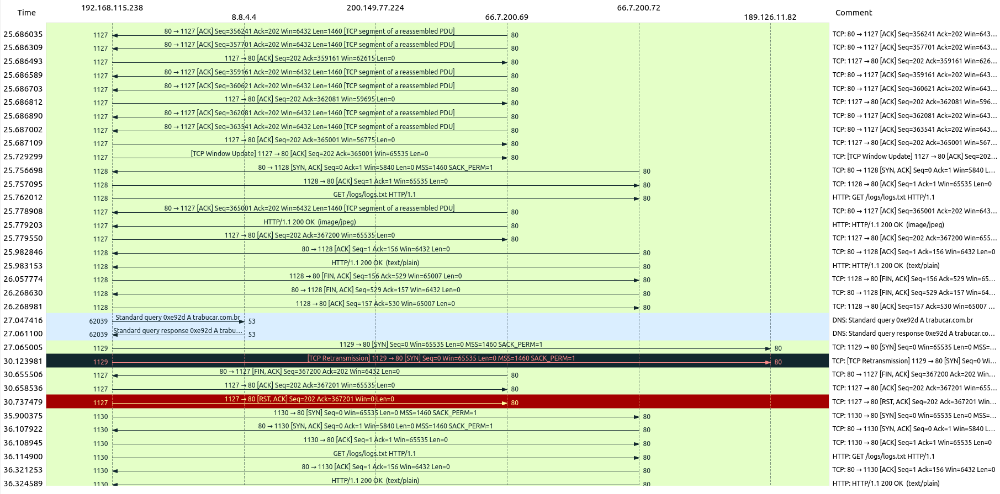 192.168.115.238 200.149.77.224 66.7.200.72
Time 8.8.4.4 66.7.200.69 189.126.11.82 Comment
25.686035 1127 80 → 1127 [ACK] Seq=356241 Ack=202 Win=6432 Len=1460 [TCP segment of a reassembled PDU] 80 TCP: 80 → 1127 [ACK] Seq=356241 Ack=202 Win=643...
25.686309 1127 80 → 1127 [ACK] Seq=357701 Ack=202 Win=6432 Len=1460 [TCP segment of a reassembled PDU] 80 TCP: 80 → 1127 [ACK] Seq=357701 Ack=202 Win=643...
25.686493 1127 1127 → 80 [ACK] Seq=202 Ack=359161 Win=62615 Len=0 80 TCP: 1127 → 80 [ACK] Seq=202 Ack=359161 Win=626...
25.686589 1127 80 → 1127 [ACK] Seq=359161 Ack=202 Win=6432 Len=1460 [TCP segment of a reassembled PDU] 80 TCP: 80 → 1127 [ACK] Seq=359161 Ack=202 Win=643...
25.686703 1127 80 → 1127 [ACK] Seq=360621 Ack=202 Win=6432 Len=1460 [TCP segment of a reassembled PDU] 80 TCP: 80 → 1127 [ACK] Seq=360621 Ack=202 Win=643...
25.686812 1127 1127 → 80 [ACK] Seq=202 Ack=362081 Win=59695 Len=0 80 TCP: 1127 → 80 [ACK] Seq=202 Ack=362081 Win=596...
25.686890 1127 80 → 1127 [ACK] Seq=362081 Ack=202 Win=6432 Len=1460 [TCP segment of a reassembled PDU] 80 TCP: 80 → 1127 [ACK] Seq=362081 Ack=202 Win=643...
25.687002 1127 80 → 1127 [ACK] Seq=363541 Ack=202 Win=6432 Len=1460 [TCP segment of a reassembled PDU] 80 TCP: 80 → 1127 [ACK] Seq=363541 Ack=202 Win=643...
25.687109 1127 1127 → 80 [ACK] Seq=202 Ack=365001 Win=56775 Len=0 80 TCP: 1127 → 80 [ACK] Seq=202 Ack=365001 Win=567...
25.729299 1127 [TCP Window Update] 1127 → 80 [ACK] Seq=202 Ack=365001 Win=65535 Len=0 80 TCP: [TCP Window Update] 1127 → 80 [ACK] Seq=202...
25.756698 1128 80 → 1128 [SYN, ACK] Seq=0 Ack=1 Win=5840 Len=0 MSS=1460 SACK_PERM=1 80 TCP: 80 → 1128 [SYN, ACK] Seq=0 Ack=1 Win=5840 L...
25.757095 1128 1128 → 80 [ACK] Seq=1 Ack=1 Win=65535 Len=0 80 TCP: 1128 → 80 [ACK] Seq=1 Ack=1 Win=65535 Len=0
25.762012 1128 GET /logs/logs.txt HTTP/1.1 80 HTTP: GET /logs/logs.txt HTTP/1.1
25.778908 1127 80 → 1127 [ACK] Seq=365001 Ack=202 Win=6432 Len=1460 [TCP segment of a reassembled PDU] 80 TCP: 80 → 1127 [ACK] Seq=365001 Ack=202 Win=643...
25.779203 1127 HTTP/1.1 200 OK (image/jpeg) 80 HTTP: HTTP/1.1 200 OK (image/jpeg)
25.779550 1127 1127 → 80 [ACK] Seq=202 Ack=367200 Win=65535 Len=0 80 TCP: 1127 → 80 [ACK] Seq=202 Ack=367200 Win=655...
25.982846 1128 80 → 1128 [ACK] Seq=1 Ack=156 Win=6432 Len=0 80 TCP: 80 → 1128 [ACK] Seq=1 Ack=156 Win=6432 Len=0
25.983153 1128 HTTP/1.1 200 OK (text/plain) 80 HTTP: HTTP/1.1 200 OK (text/plain)
26.057774 1128 1128 → 80 [FIN, ACK] Seq=156 Ack=529 Win=65007 Len=0 80 TCP: 1128 → 80 [FIN, ACK] Seq=156 Ack=529 Win=65...
26.268630 1128 80 → 1128 [FIN, ACK] Seq=529 Ack=157 Win=6432 Len=0 80 TCP: 80 → 1128 [FIN, ACK] Seq=529 Ack=157 Win=64...
26.268981 1128 1128 → 80 [ACK] Seq=157 Ack=530 Win=65007 Len=0 80 TCP: 1128 → 80 [ACK] Seq=157 Ack=530 Win=65007 ...
27.047416 62039 Standard query 0xe92d A trabucar.com.br 53 DNS: Standard query 0xe92d A trabucar.com.br
27.061100 62039 Standard query response 0xe92d A trabu... 53 DNS: Standard query response 0xe92d A trabucar.co...
27.065005 1129 1129 → 80 [SYN] Seq=0 Win=65535 Len=0 MSS=1460 SACK_PERM=1 80 TCP: 1129 → 80 [SYN] Seq=0 Win=65535 Len=0 MSS=...
30.123981 1129 [TCP Retransmission] 1129 → 80 [SYN] Seq=0 Win=65535 Len=0 MSS=1460 SACK_PERM=1 80 TCP: [TCP Retransmission] 1129 → 80 [SYN] Seq=0 Wi...
30.655506 1127 80 → 1127 [FIN, ACK] Seq=367200 Ack=202 Win=6432 Len=0 80 TCP: 80 → 1127 [FIN, ACK] Seq=367200 Ack=202 Win...
30.658536 1127 1127 → 80 [ACK] Seq=202 Ack=367201 Win=65535 Len=0 80 TCP: 1127 → 80 [ACK] Seq=202 Ack=367201 Win=655...
30.737479 1127 1127 → 80 [RST, ACK] Seq=202 Ack=367201 Win=0 Len=0 80 TCP: 1127 → 80 [RST, ACK] Seq=202 Ack=367201 Win...
35.900375 1130 1130 → 80 [SYN] Seq=0 Win=65535 Len=0 MSS=1460 SACK_PERM=1 80 TCP: 1130 → 80 [SYN] Seq=0 Win=65535 Len=0 MSS=...
36.107922 1130 80 → 1130 [SYN, ACK] Seq=0 Ack=1 Win=5840 Len=0 MSS=1460 SACK_PERM=1 80 TCP: 80 → 1130 [SYN, ACK] Seq=0 Ack=1 Win=5840 L...
36.108945 1130 1130 → 80 [ACK] Seq=1 Ack=1 Win=65535 Len=0 80 TCP: 1130 → 80 [ACK] Seq=1 Ack=1 Win=65535 Len=0
36.114900 1130 GET /logs/logs.txt HTTP/1.1 80 HTTP: GET /logs/logs.txt HTTP/1.1
36.321253 1130 80 → 1130 [ACK] Seq=1 Ack=156 Win=6432 Len=0 80 TCP: 80 → 1130 [ACK] Seq=1 Ack=156 Win=6432 Len=0
36.324589 1130 HTTP/1.1 200 OK (text/plain) 80 HTTP: HTTP/1.1 200 OK (text/plain)